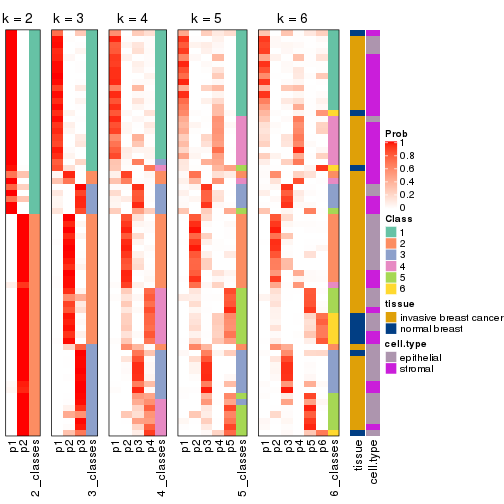 k = 2 k = 3 k = 4 k = 5 k = 6
Prob
1
0.8
0.6
0.4
0.2
0
Class
1
2
3
4
5
6
tissue
invasive breast cancer
normal breast
cell.type
epithelial
stromal
p1 p2 2_classes p1 p2 p3 3_classes p1 p2 p3 p4 4_classes p1 p2 p3 p4 p5 5_classes p1 p2 p3 p4 p5 p6 6_classes tissue cell.type